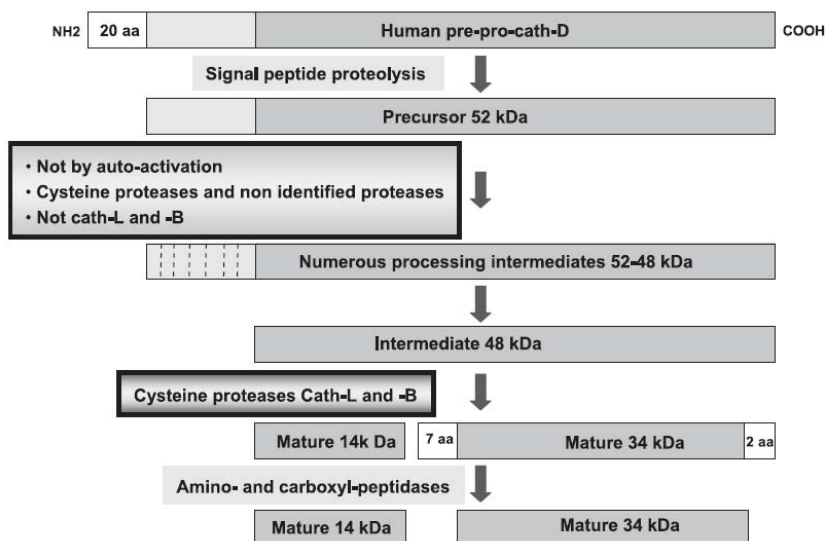 NH2 20 aa Human pre-pro-cath-D COOH
Signal peptide proteolysis
Precursor 52 kDa
• Not by auto-activation
• Cysteine proteases and non identified proteases
• Not cath-L and -B
Numerous processing intermediates 52-48 kDa
Intermediate 48 kDa
Cysteine proteases Cath-L and -B
Mature 14k Da 7 aa Mature 34 kDa 2 aa
Amino- and carboxyl-peptidases
Mature 14 kDa Mature 34 kDa